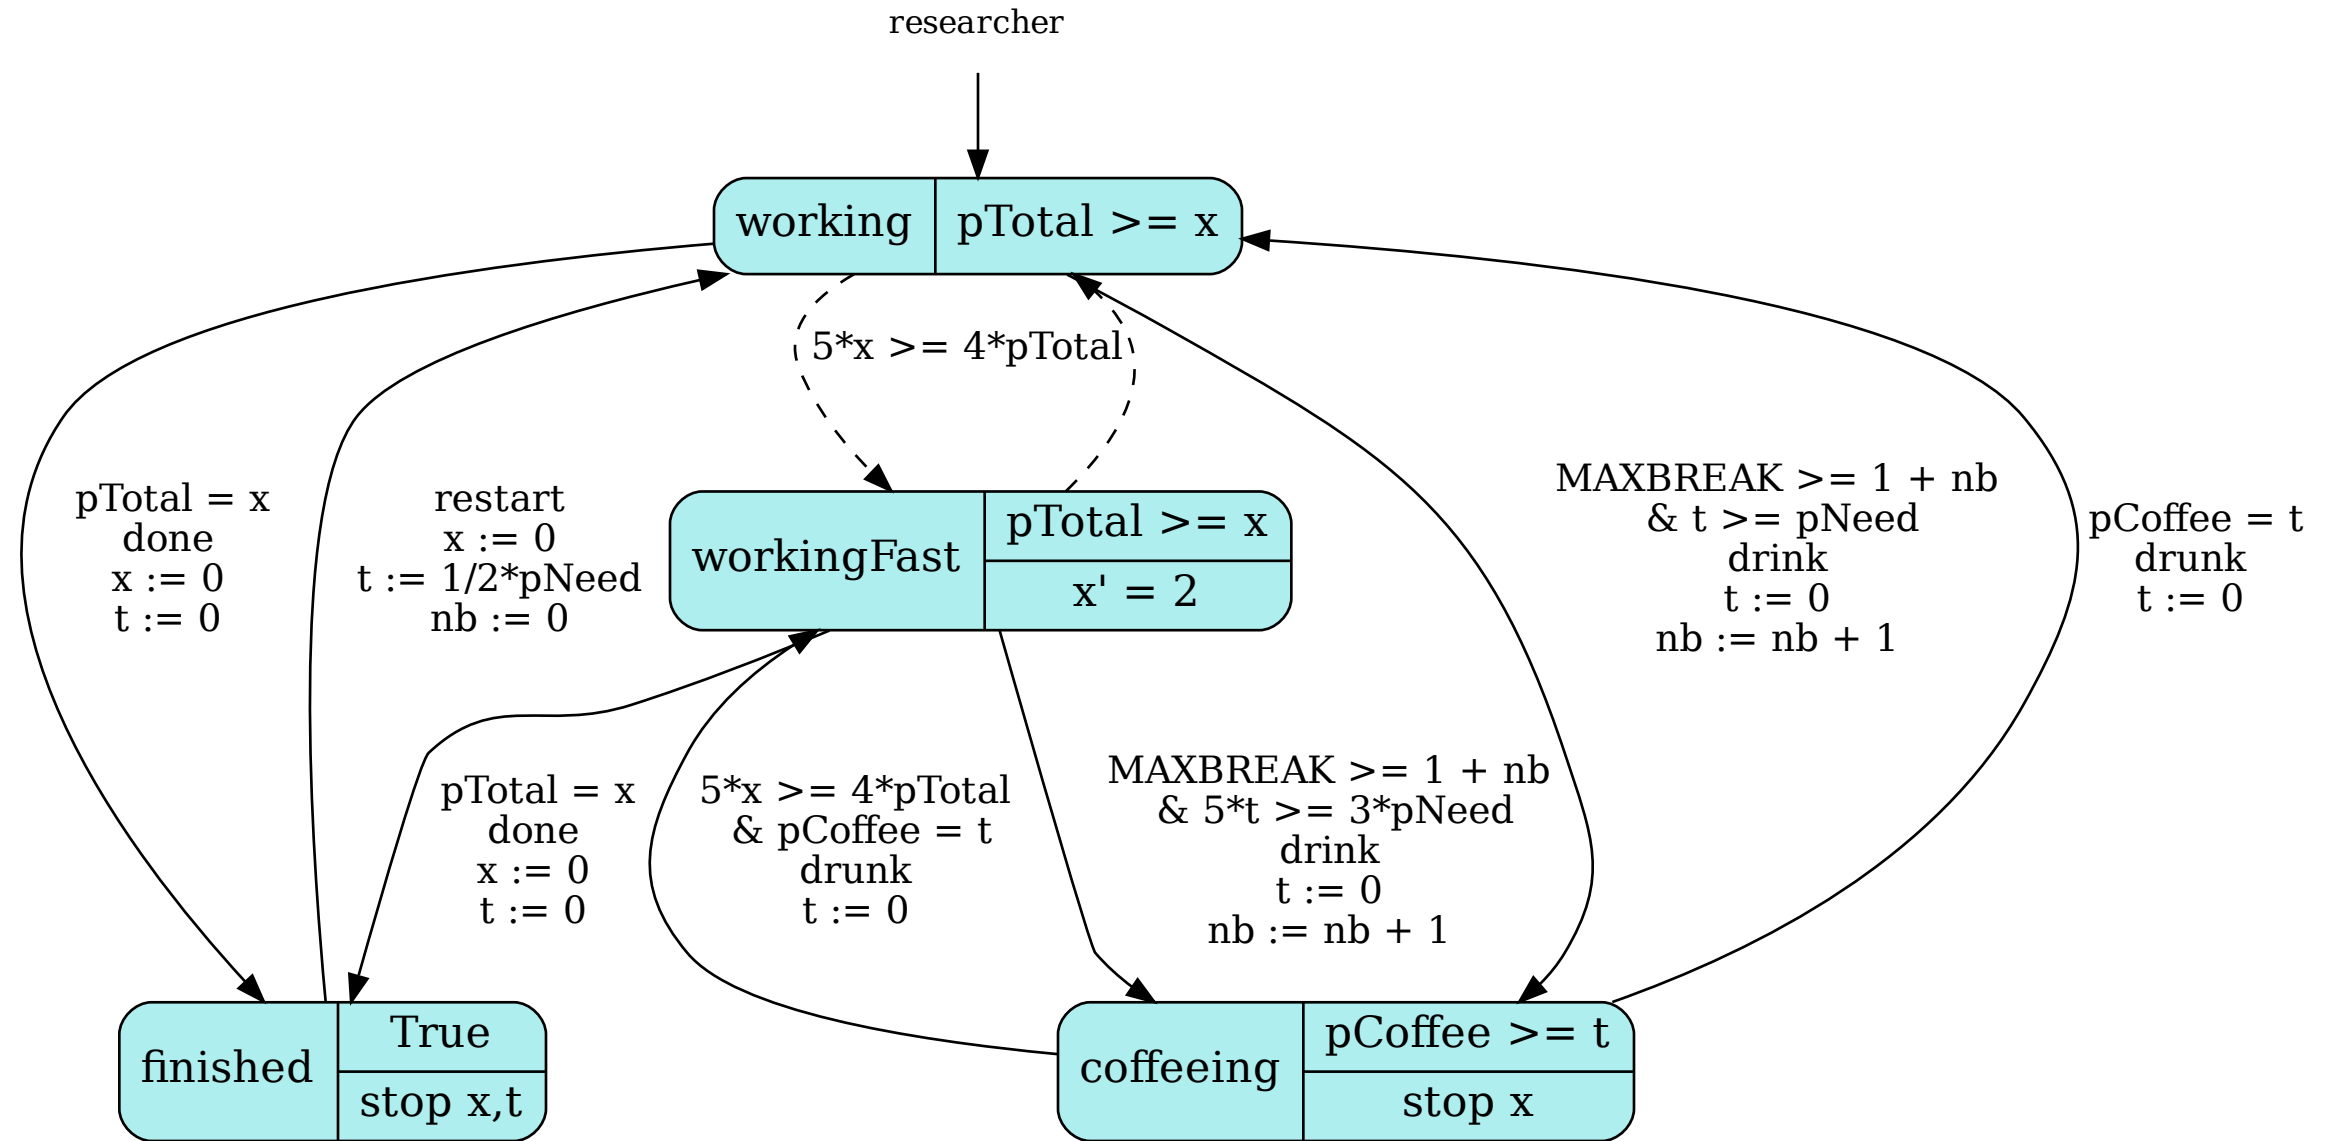 researcher
working
pTotal >= x
5*x >= 4*pTotal
pTotal = x
done
x := 0
t := 0
restart
x := 0
t := 1/2*pNeed
nb := 0
workingFast
pTotal >= x
x' = 2
MAXBREAK >= 1 + nb
& t >= pNeed
drink
t := 0
nb := nb + 1
pCoffee = t
drunk
t := 0
pTotal = x
done
x := 0
t := 0
5*x >= 4*pTotal
& pCoffee = t
drunk
t := 0
MAXBREAK >= 1 + nb
& 5*t >= 3*pNeed
drink
t := 0
nb := nb + 1
finished
True
stop x,t
coffeeing
pCoffee >= t
stop x